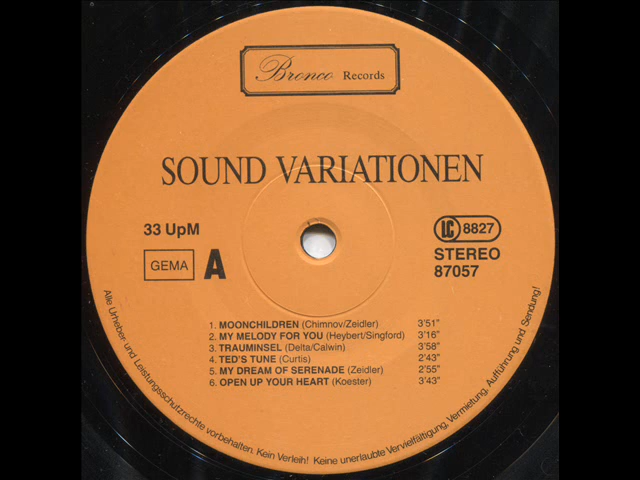 Bronco Records
SOUND VARIATIONEN
33 UpM
GEMA A
LC 8827
STEREO
87057
1. MOONCHILDREN (Chimnov/Zeidler) 3'51"
2. MY MELODY FOR YOU (Heybert/Singford) 3'16"
3. TRAUMINSEL (Delta/Calwin) 3'58"
4. TED'S TUNE (Curtis) 2'43"
5. MY DREAM OF SERENADE (Zeidler) 2'55"
6. OPEN UP YOUR HEART (Koester) 3'43"
Alle Urheber- und Leistungsschutzrechte vorbehalten. Kein Verleih! Keine unerlaubte Vervielfältigung, Vermietung, Aufführung und Sendung!